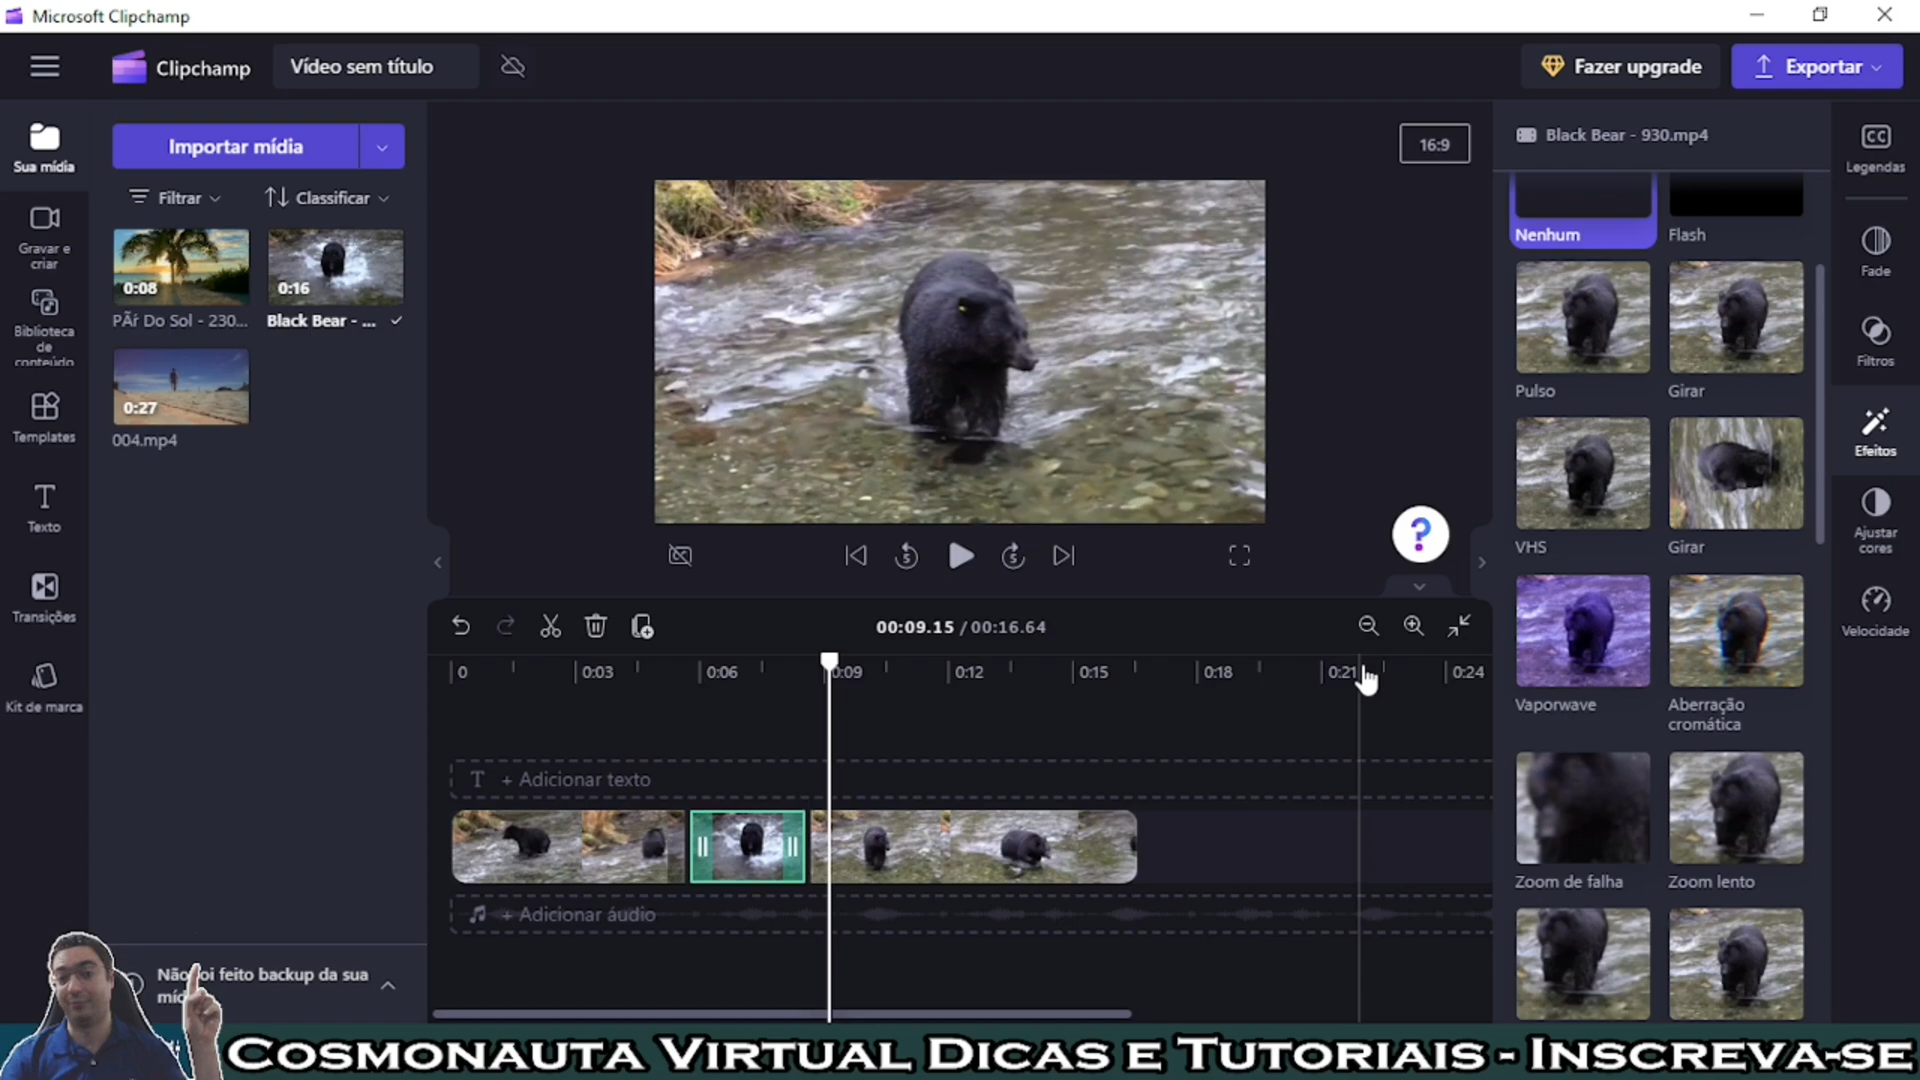 Microsoft Clipchamp
Clipchamp
Vídeo sem título
Fazer upgrade
Exportar
Sua mídia
Gravar e
criar
Biblioteca
de
conteúdo
Templates
Texto
Transições
Kit de marca
Importar mídia
Filtrar
Classificar
0:08
PÃŕ Do Sol - 230...
0:16
Black Bear - ...
0:27
004.mp4
Não foi feito backup da sua
16:9
?
5
5
00:09.15 / 00:16.64
0
0:03
0:06
0:09
0:12
0:15
0:18
0:21
0:24
T + Adicionar texto
+ Adicionar áudio
Black Bear - 930.mp4
Nenhum
Flash
Pulso
Girar
VHS
Girar
Vaporwave
Aberração
cromática
Zoom de falha
Zoom lento
CC
Legendas
Fade
Filtros
Efeitos
Ajustar
cores
Velocidade
Cosmonauta Virtual Dicas e Tutoriais - Inscreva-se